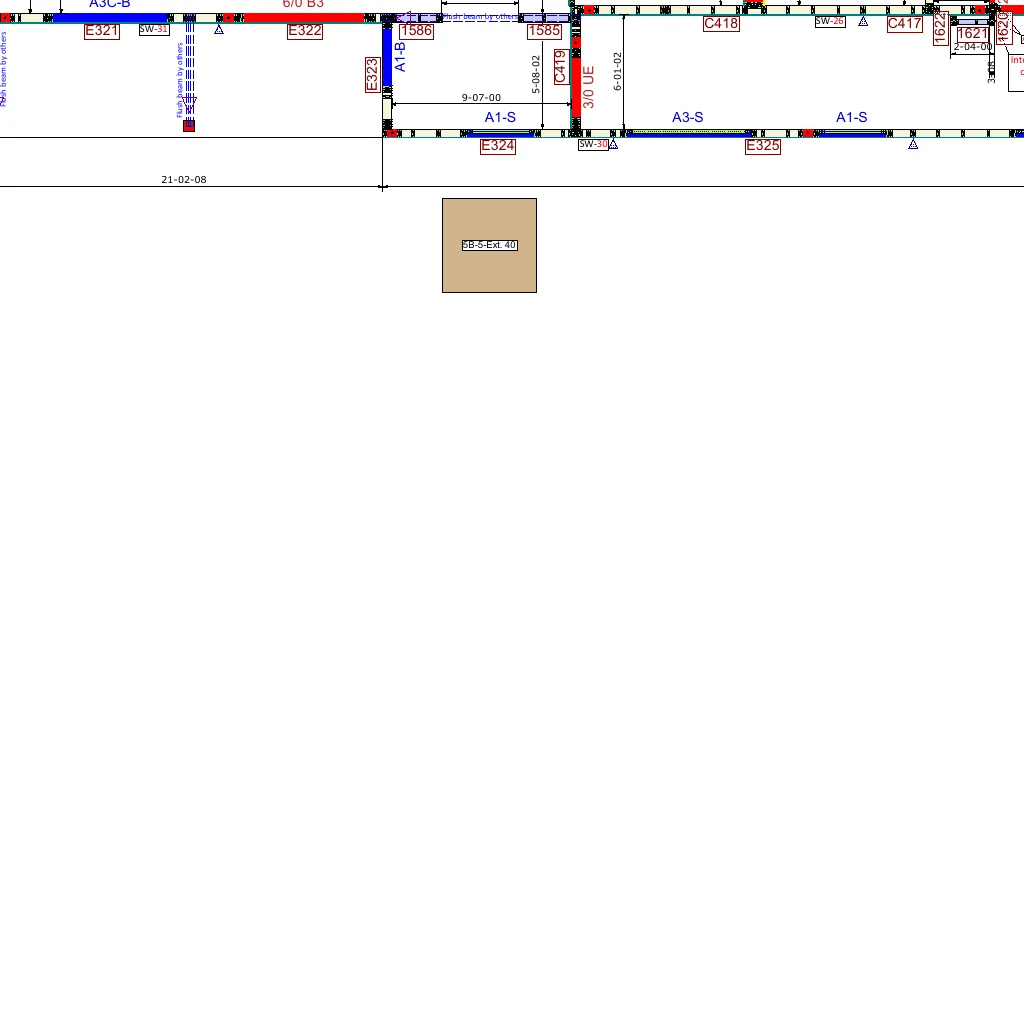 A3C-B
6/0 B3
Flush beam by others
E321
SW-31
E322
1586
1585
C418
SW-26
C417
1622
1621
1620
2-04-00
Flush beam by others
Flush beam by others
E323
A1-B
5-08-02
C419
3/0 UE
6-01-02
9-07-00
A1-S
A3-S
A1-S
E324
SW-30
E325
21-02-08
5B-5-Ext. 40